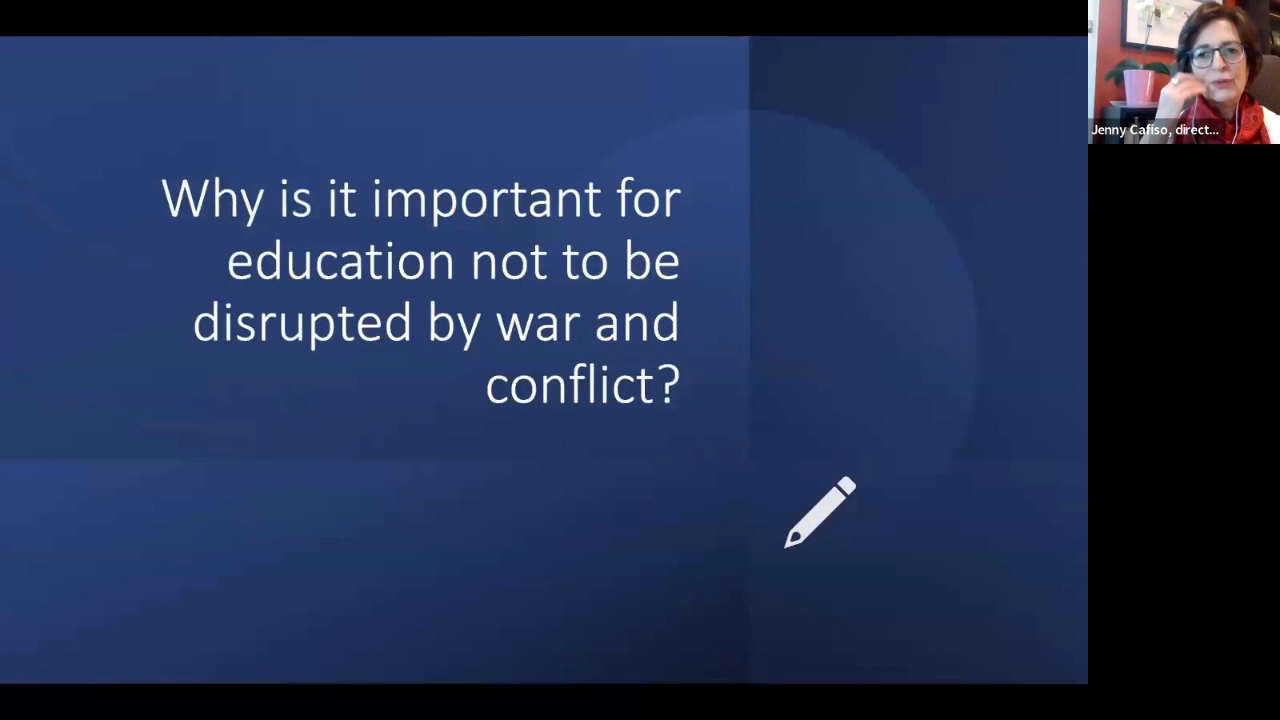 Why is it important for
education not to be
disrupted by war and
conflict?
Jenny Cafiso, direct...